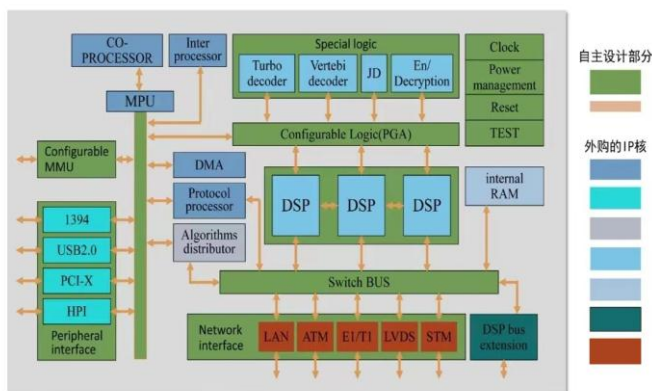 CO-
PROCESSOR
Inter
processor
MPU
Special logic
Turbo
decoder
Vertebi
decoder
JD
En/
Decryption
Clock
Power
management
Reset
TEST
Configurable Logic(PGA)
Configurable
MMU
DMA
Protocol
processor
Algorithms
distributor
DSP
DSP
DSP
internal
RAM
1394
USB2.0
PCI-X
HPI
Peripheral
interface
Switch BUS
Network
interface
LAN
ATM
E1/T1
LVDS
STM
DSP bus
extension
自主设计部分
外购的IP核